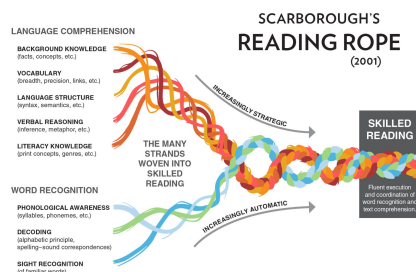 SCARBOROUGH'S
READING ROPE
(2001)
LANGUAGE COMPREHENSION
BACKGROUND KNOWLEDGE
(facts, concepts, etc.)
VOCABULARY
(breadth, precision, links, etc.)
LANGUAGE STRUCTURE
(syntax, semantics, etc.)
VERBAL REASONING
(inference, metaphor, etc.)
LITERACY KNOWLEDGE
(print concepts, genres, etc.)
INCREASINGLY STRATEGIC
THE MANY
STRANDS
WOVEN INTO
SKILLED
READING
SKILLED
READING
Fluent execution
and coordination of
word recognition and
text comprehension.
WORD RECOGNITION
PHONOLOGICAL AWARENESS
(syllables, phonemes, etc.)
DECODING
(alphabetic principle,
spelling–sound correspondences)
SIGHT RECOGNITION
(of familiar words)
INCREASINGLY AUTOMATIC